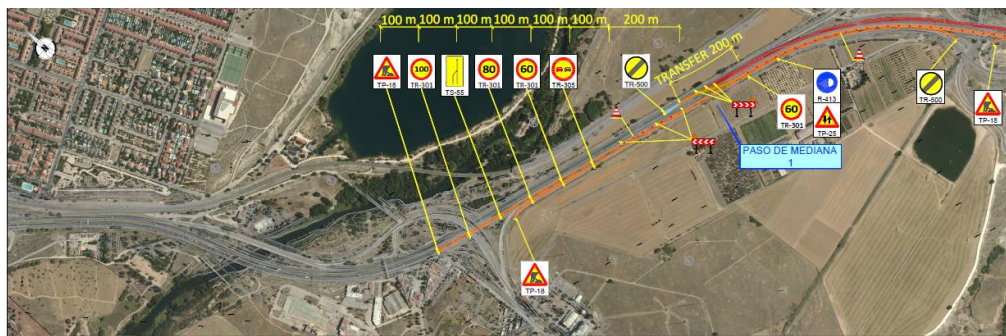 100 m 100 m 100 m 100 m 100 m 100 m 200 m
TRANSFER 200 m
TP-18
100
TR-301
TS-55
80
TR-301
60
TR-301
TR-305
TR-500
60
TR-301
R-413
TP-25
TR-500
TP-18
PASO DE MEDIANA
1
TP-18